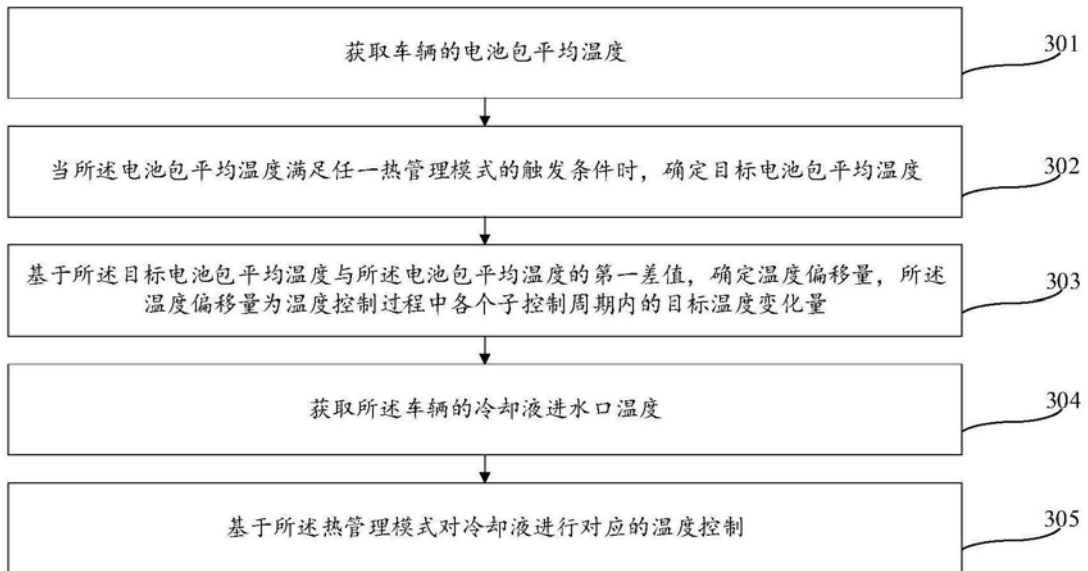 获取车辆的电池包平均温度
301
当所述电池包平均温度满足任一热管理模式的触发条件时，确定目标电池包平均温度
302
基于所述目标电池包平均温度与所述电池包平均温度的第一差值，确定温度偏移量，所述
温度偏移量为温度控制过程中各个子控制周期内的目标温度变化量
303
获取所述车辆的冷却液进水口温度
304
基于所述热管理模式对冷却液进行对应的温度控制
305